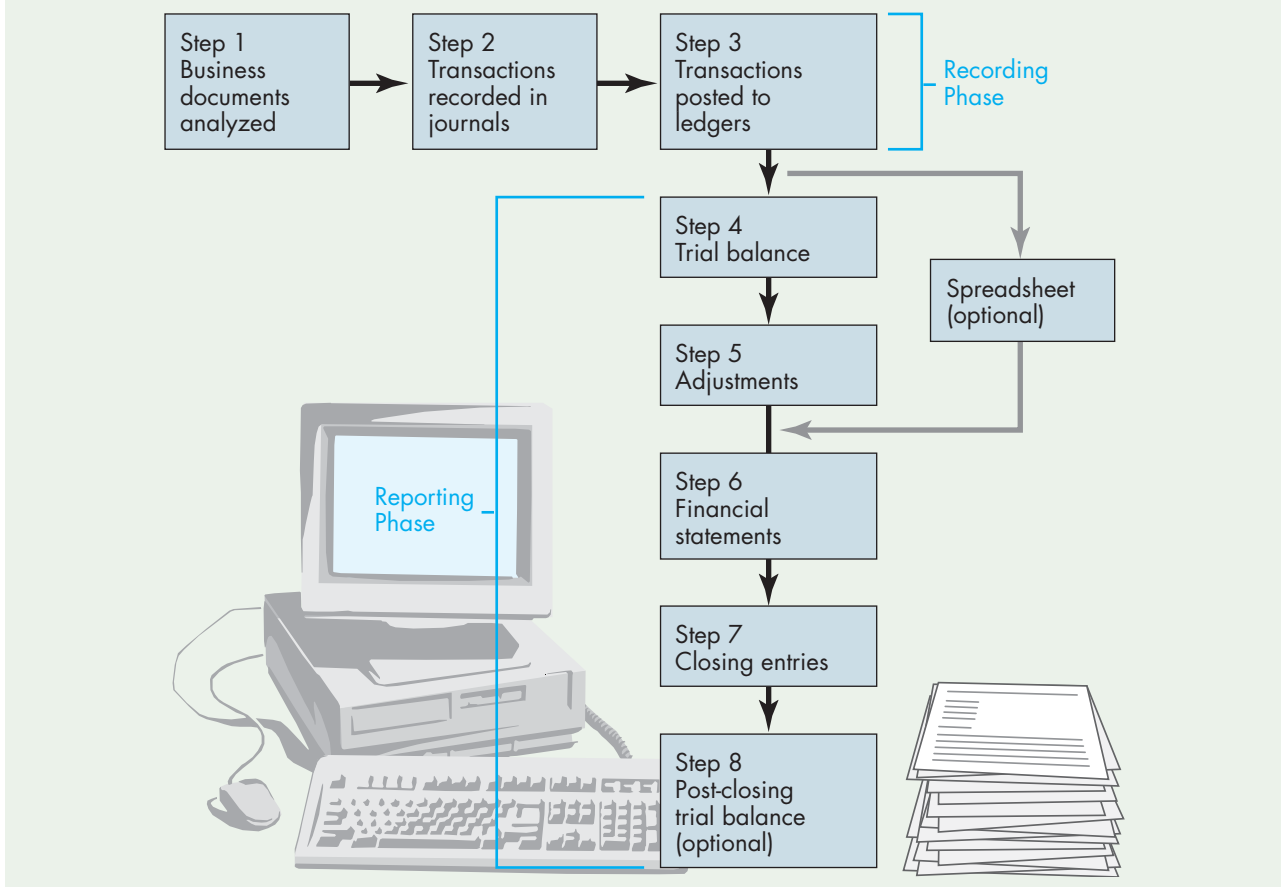 Step 1
Business
documents
analyzed
Step 2
Transactions
recorded in
journals
Step 3
Transactions
posted to
ledgers
Recording
Phase
Step 4
Trial balance
Spreadsheet
(optional)
Step 5
Adjustments
Reporting
Phase
Step 6
Financial
statements
Step 7
Closing entries
Step 8
Post-closing
trial balance
(optional)